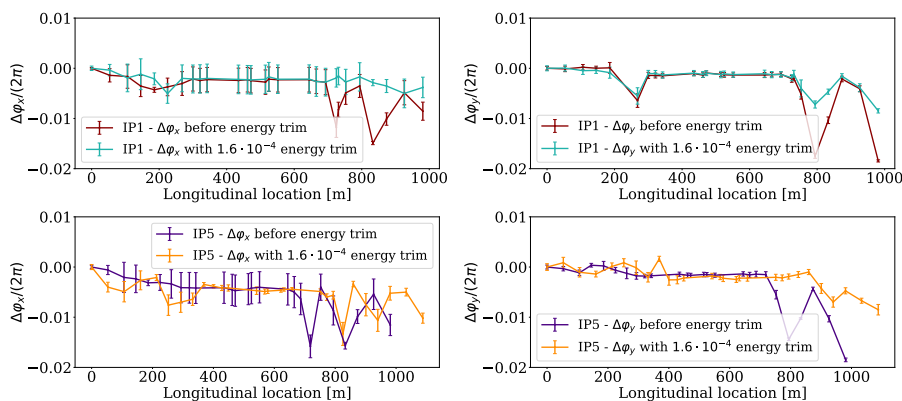 0.01
0.00
−0.01
−0.02
Δφx/(2π)
IP1 - Δφx before energy trim
IP1 - Δφx with 1.6·10⁻⁴ energy trim
0 200 400 600 800 1000
Longitudinal location [m]
0.01
0.00
−0.01
−0.02
Δφy/(2π)
IP1 - Δφy before energy trim
IP1 - Δφy with 1.6·10⁻⁴ energy trim
0 200 400 600 800 1000
Longitudinal location [m]
0.01
0.00
−0.01
−0.02
Δφx/(2π)
IP5 - Δφx before energy trim
IP5 - Δφx with 1.6·10⁻⁴ energy trim
0 200 400 600 800 1000
Longitudinal location [m]
0.01
0.00
−0.01
−0.02
Δφy/(2π)
IP5 - Δφy before energy trim
IP5 - Δφy with 1.6·10⁻⁴ energy trim
0 200 400 600 800 1000
Longitudinal location [m]